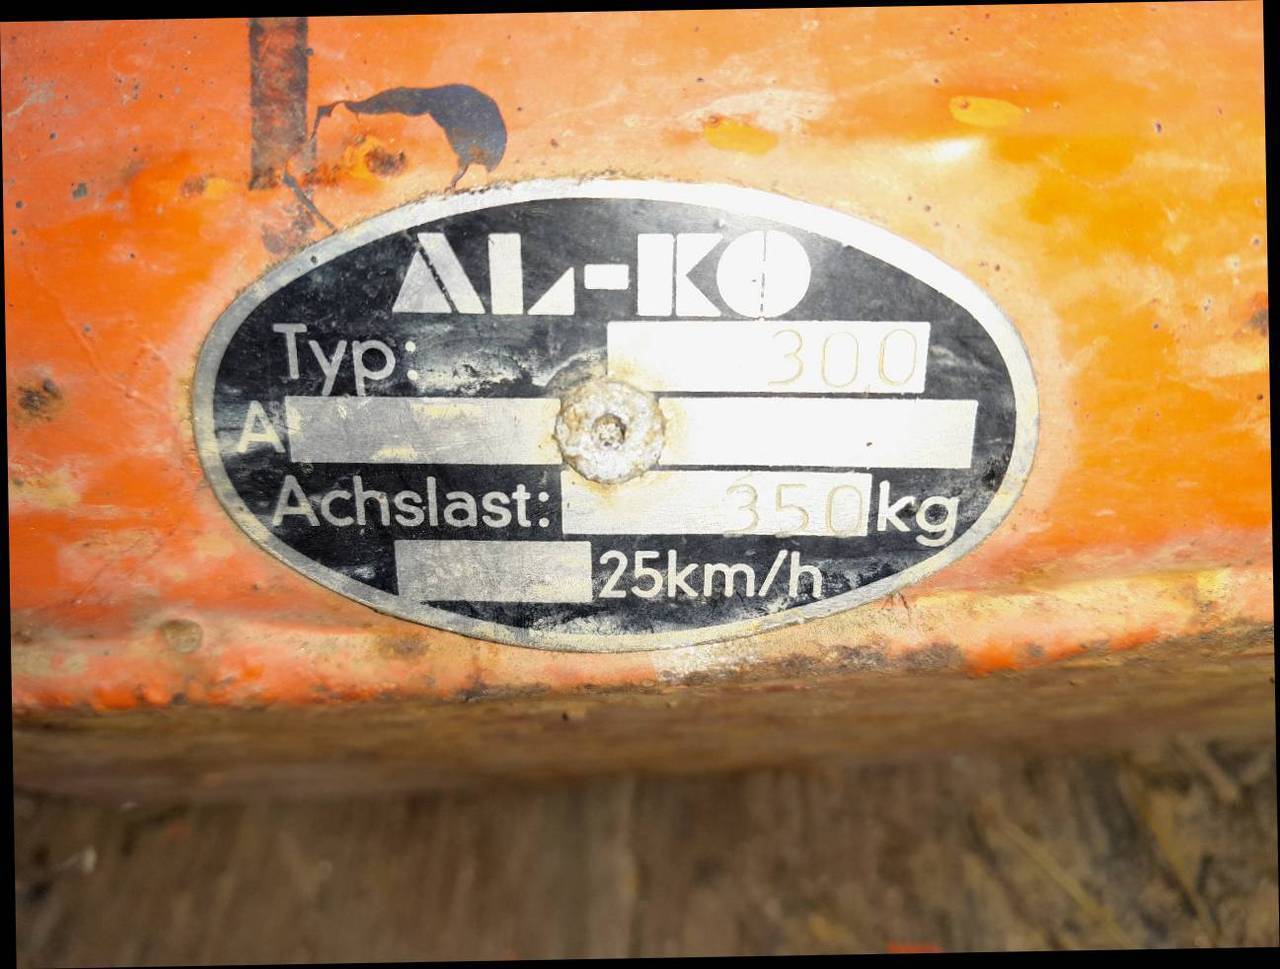 AL-KO
Typ: 300
A
Achslast: 350 kg
25km/h